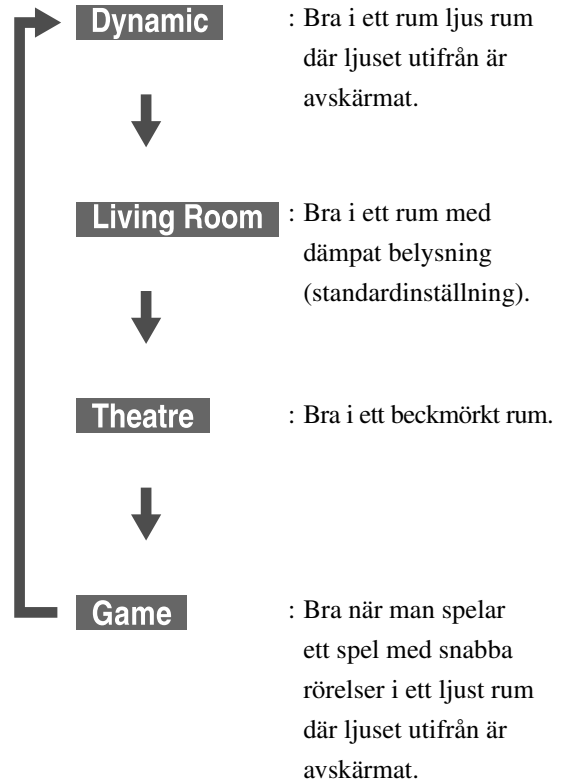 Dynamic : Bra i ett rum ljus rum
där ljuset utifrån är
avskärmat.
Living Room : Bra i ett rum med
dämpat belysning
(standardinställning).
Theatre : Bra i ett beckmörkt rum.
Game : Bra när man spelar
ett spel med snabba
rörelser i ett ljust rum
där ljuset utifrån är
avskärmat.